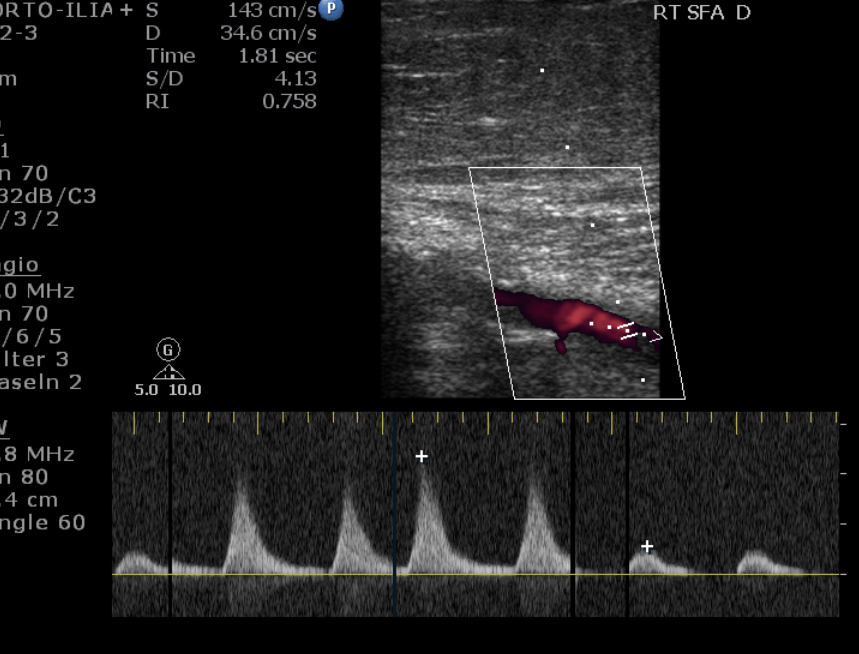 ORTO-ILIA+
S 143 cm/s
P
RT SFA D
2-3
D 34.6 cm/s
Time 1.81 sec
m
S/D 4.13
RI 0.758
1
n 70
32dB/C3
/3/2
gio
.0 MHz
n 70
/6/5
lter 3
aseln 2
G
5.0 10.0
.8 MHz
n 80
.4 cm
ngle 60